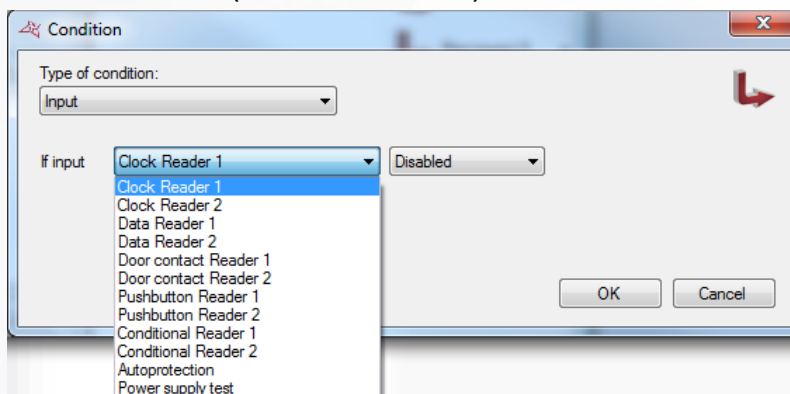 Condition
Type of condition:
Input
If input Clock Reader 1 Disabled
Clock Reader 1
Clock Reader 2
Data Reader 1
Data Reader 2
Door contact Reader 1
Door contact Reader 2
Pushbutton Reader 1
Pushbutton Reader 2
Conditional Reader 1
Conditional Reader 2
Autoprotection
Power supply test
OK Cancel